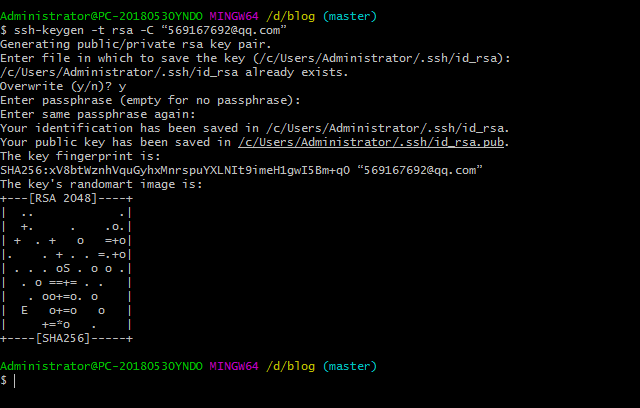 Administrator@PC-20180530YNDO MINGW64 /d/blog (master)
$ ssh-keygen -t rsa -C “569167692@qq.com”
Generating public/private rsa key pair.
Enter file in which to save the key (/c/Users/Administrator/.ssh/id_rsa):
/c/Users/Administrator/.ssh/id_rsa already exists.
Overwrite (y/n)? y
Enter passphrase (empty for no passphrase):
Enter same passphrase again:
Your identification has been saved in /c/Users/Administrator/.ssh/id_rsa.
Your public key has been saved in /c/Users/Administrator/.ssh/id_rsa.pub.
The key fingerprint is:
SHA256:xV8btWznhVquGyhxMnrspuYXLNIt9imeH1gwI5Bm+qO “569167692@qq.com”
The key's randomart image is:
+---[RSA 2048]----+
|  ..            .|
|  +.     .    .o.|
| +  . +   o   =+o|
|.    . + . . =.+o|
| . . . oS . o o .|
|  . o ==+= . .   |
|   . oo+=o. o    |
|  E   o+=o   o   |
|     +=*o   .    |
+----[SHA256]-----+
Administrator@PC-20180530YNDO MINGW64 /d/blog (master)
$